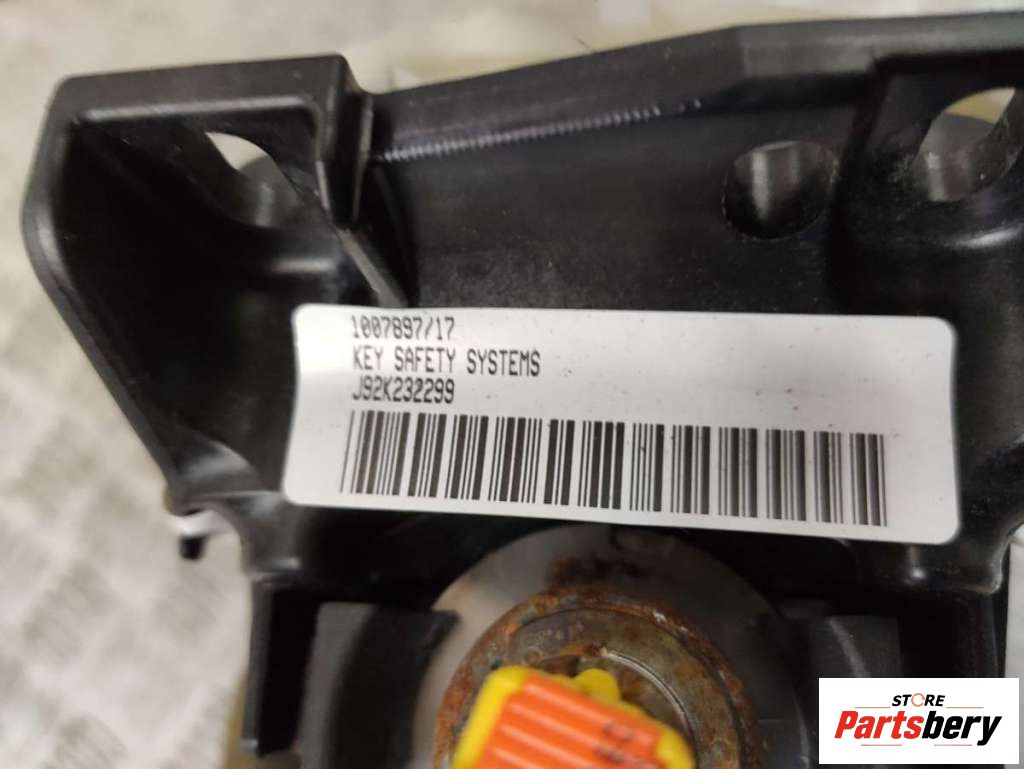 1007897/17
KEY SAFETY SYSTEMS
J92K232299
STORE
Partsbery